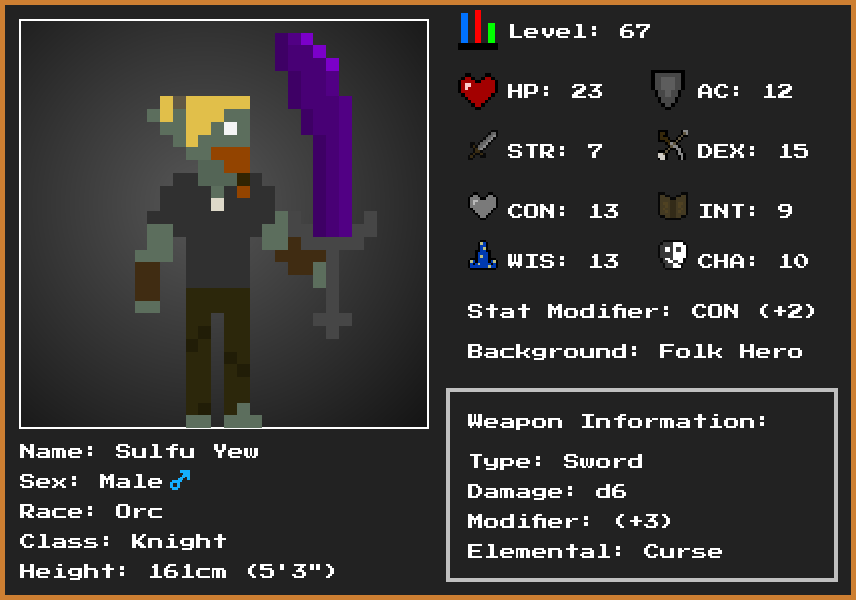 Level: 67
HP: 23
AC: 12
STR: 7
DEX: 15
CON: 13
INT: 9
WIS: 13
CHA: 10
Stat Modifier: CON (+2)
Background: Folk Hero
Weapon Information:
Type: Sword
Damage: d6
Modifier: (+3)
Elemental: Curse
Name: Sulfu Yew
Sex: Male♂
Race: Orc
Class: Knight
Height: 161cm (5'3")